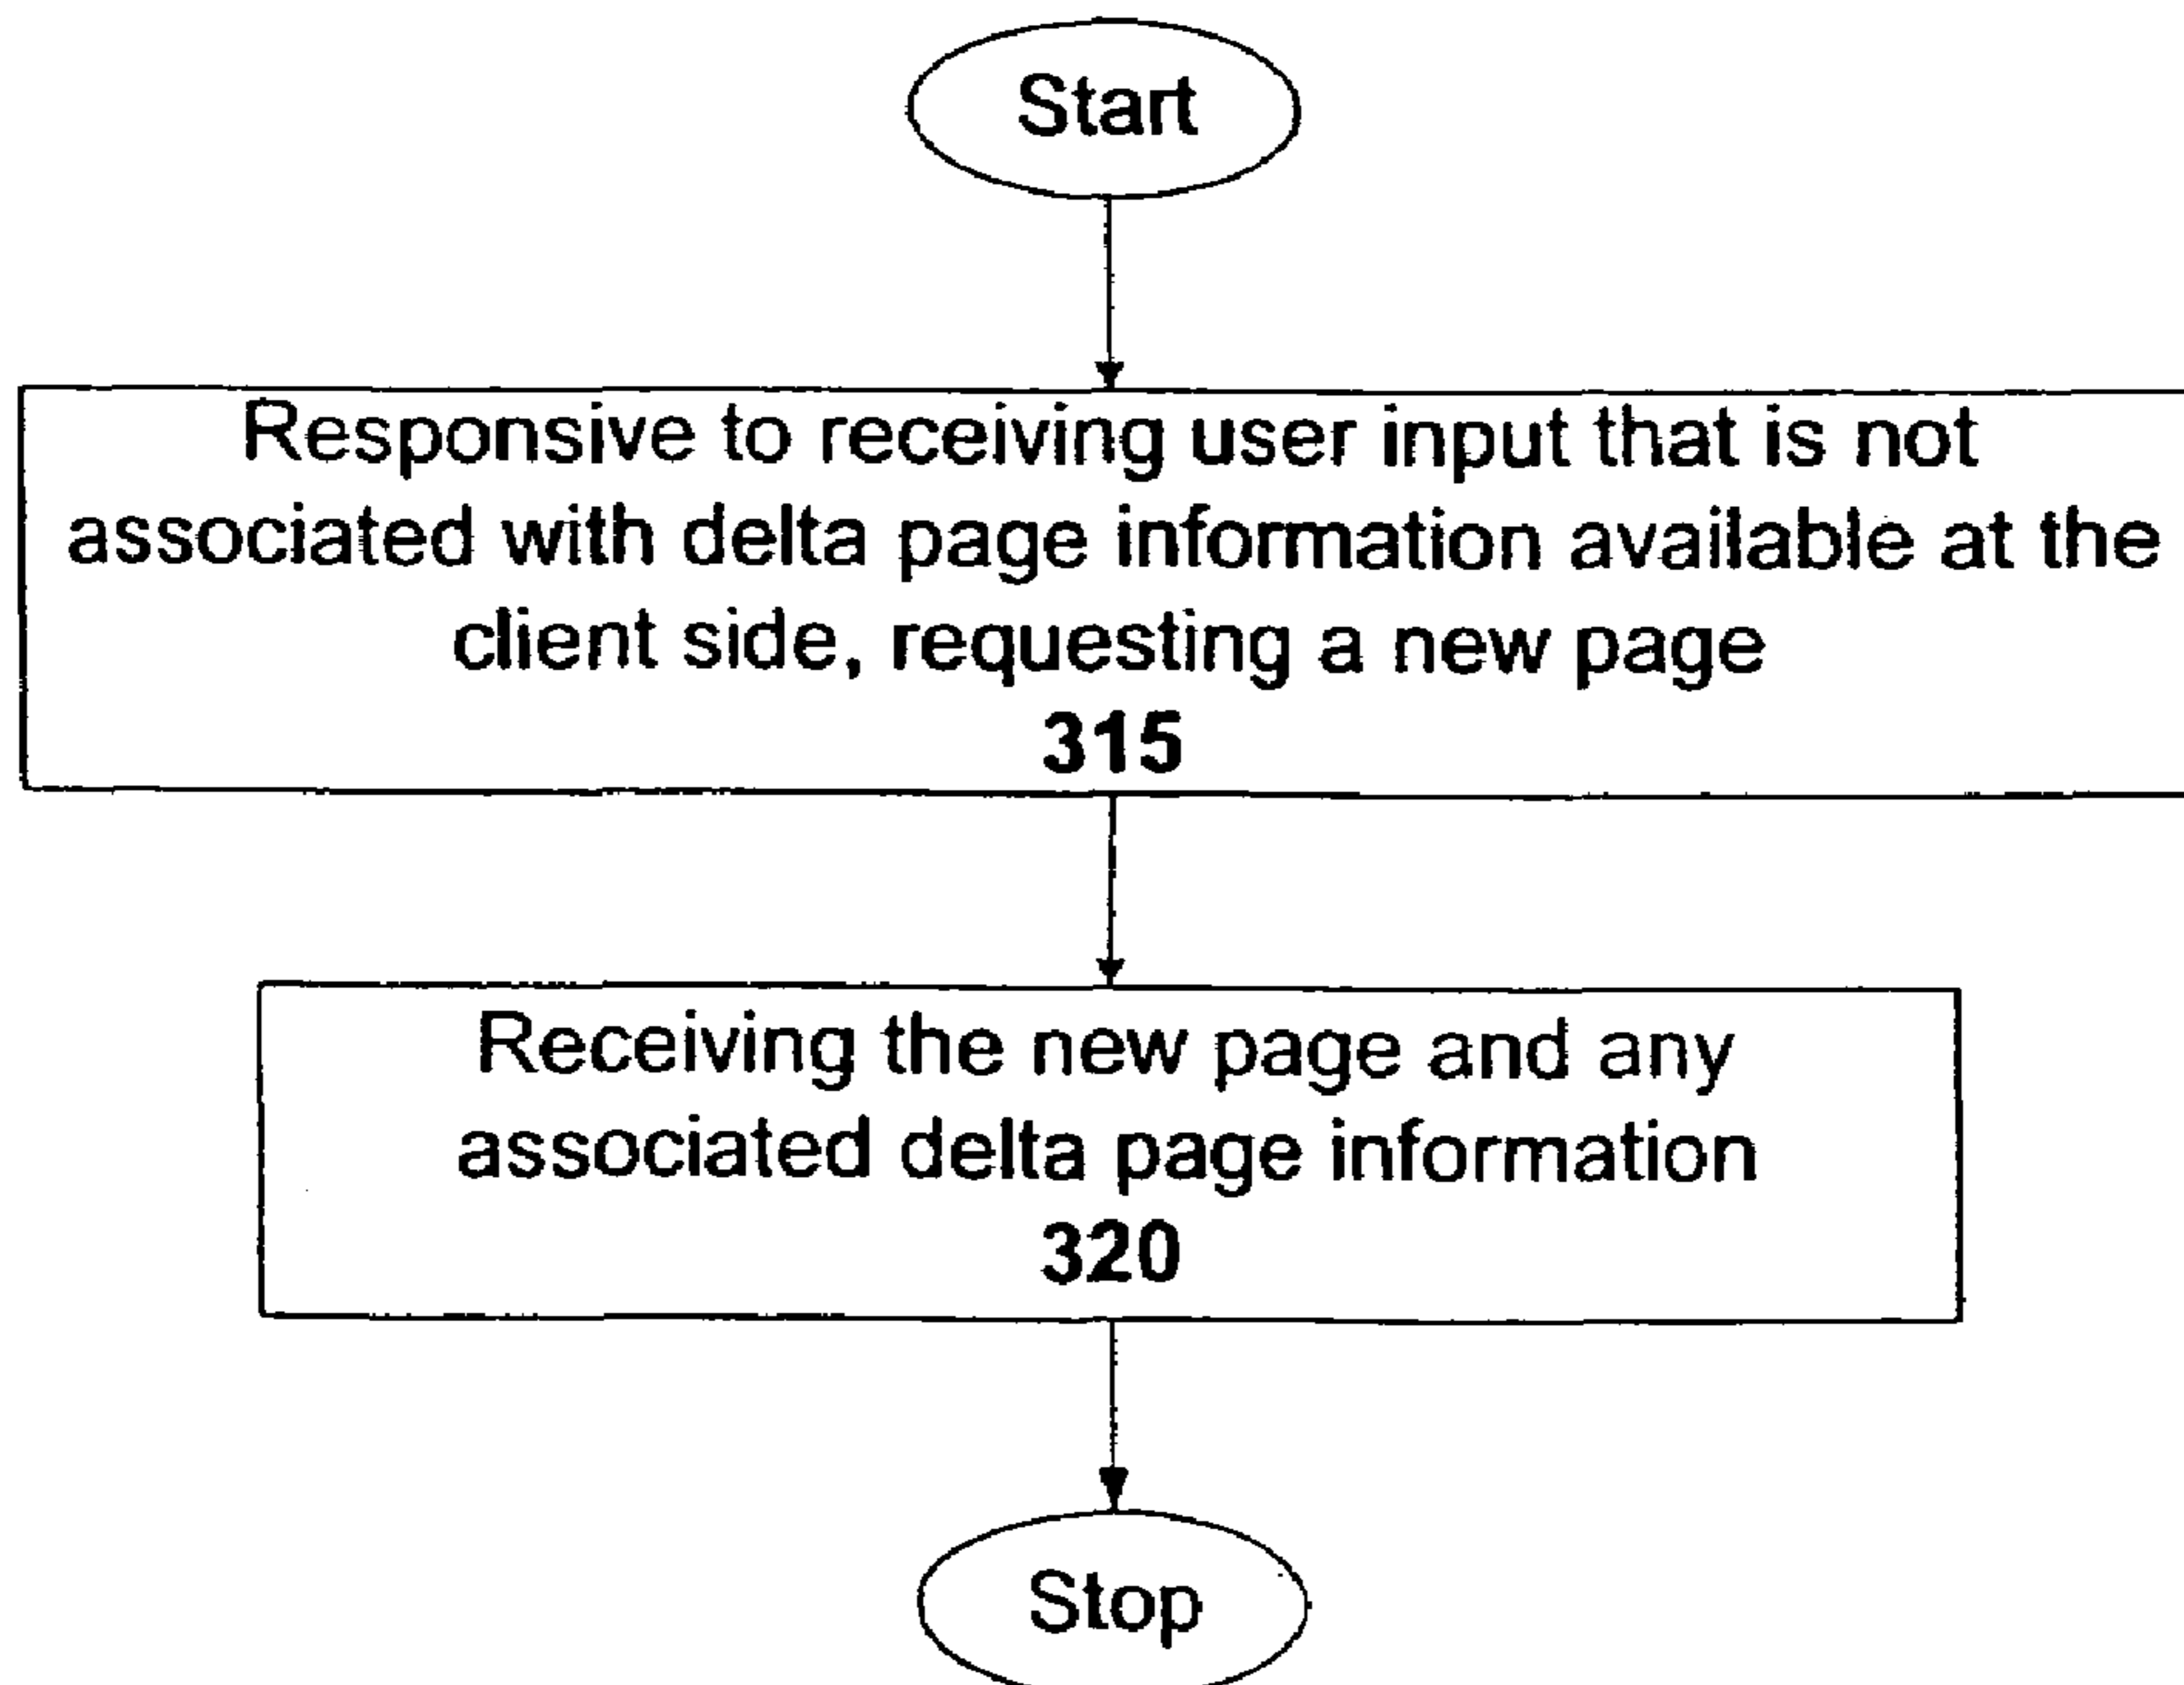 Start
Responsive to receiving user input that is not
associated with delta page information available at the
client side, requesting a new page
315
Receiving the new page and any
associated delta page information
320
Stop